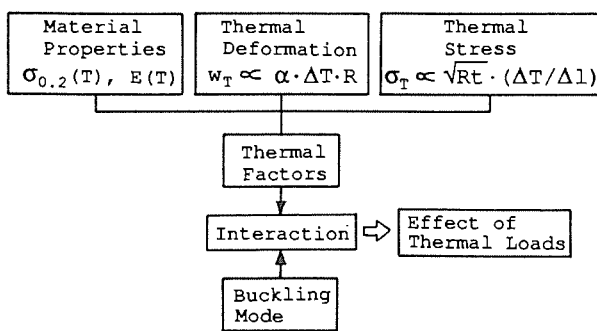 Material
Properties
σ0.2(T), E(T)
Thermal
Deformation
wT ∝ α·ΔT·R
Thermal
Stress
σT ∝ √Rt·(ΔT/Δl)
Thermal
Factors
Interaction
Effect of
Thermal Loads
Buckling
Mode